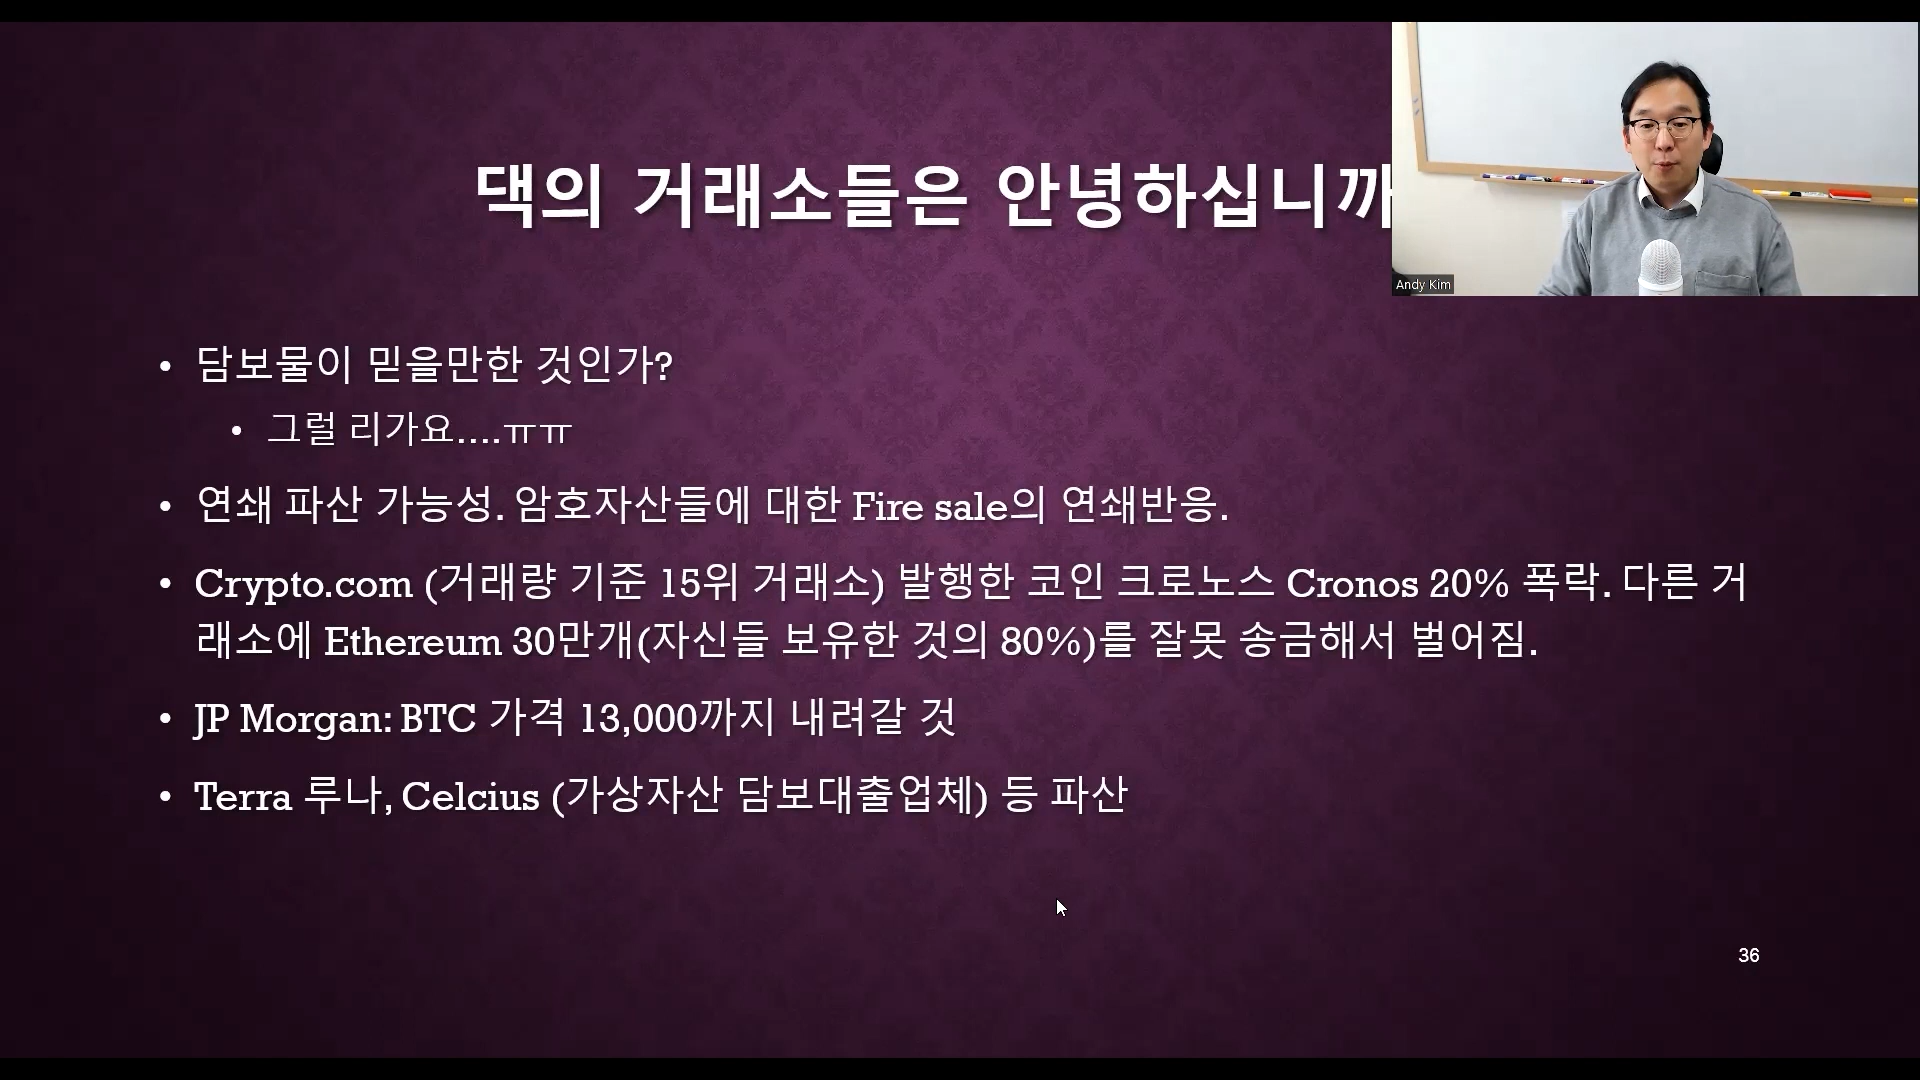 댁의 거래소들은 안녕하십니까
Andy Kim
• 담보물이 믿을만한 것인가?
• 그럴 리가요....ㅠㅠ
• 연쇄 파산 가능성. 암호자산들에 대한 Fire sale의 연쇄반응.
• Crypto.com (거래량 기준 15위 거래소) 발행한 코인 크로노스 Cronos 20% 폭락. 다른 거
래소에 Ethereum 30만개(자신들 보유한 것의 80%)를 잘못 송금해서 벌어짐.
• JP Morgan: BTC 가격 13,000까지 내려갈 것
• Terra 루나, Celcius (가상자산 담보대출업체) 등 파산
36